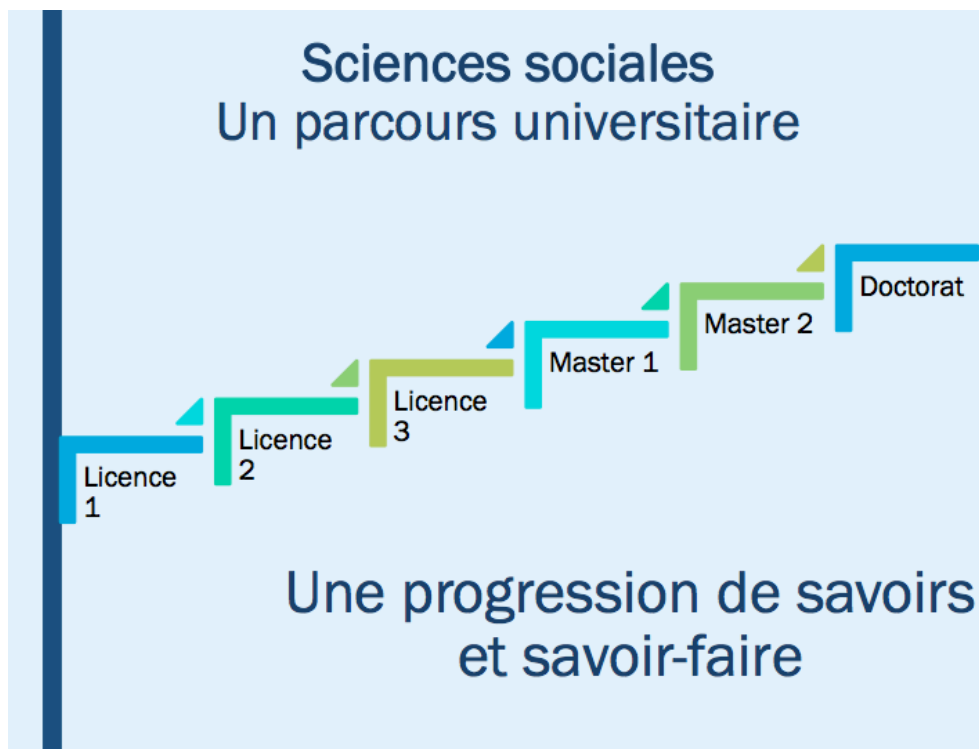 Sciences sociales
Un parcours universitaire
Licence
1
Licence
2
Licence
3
Master 1
Master 2
Doctorat
Une progression de savoirs
et savoir-faire